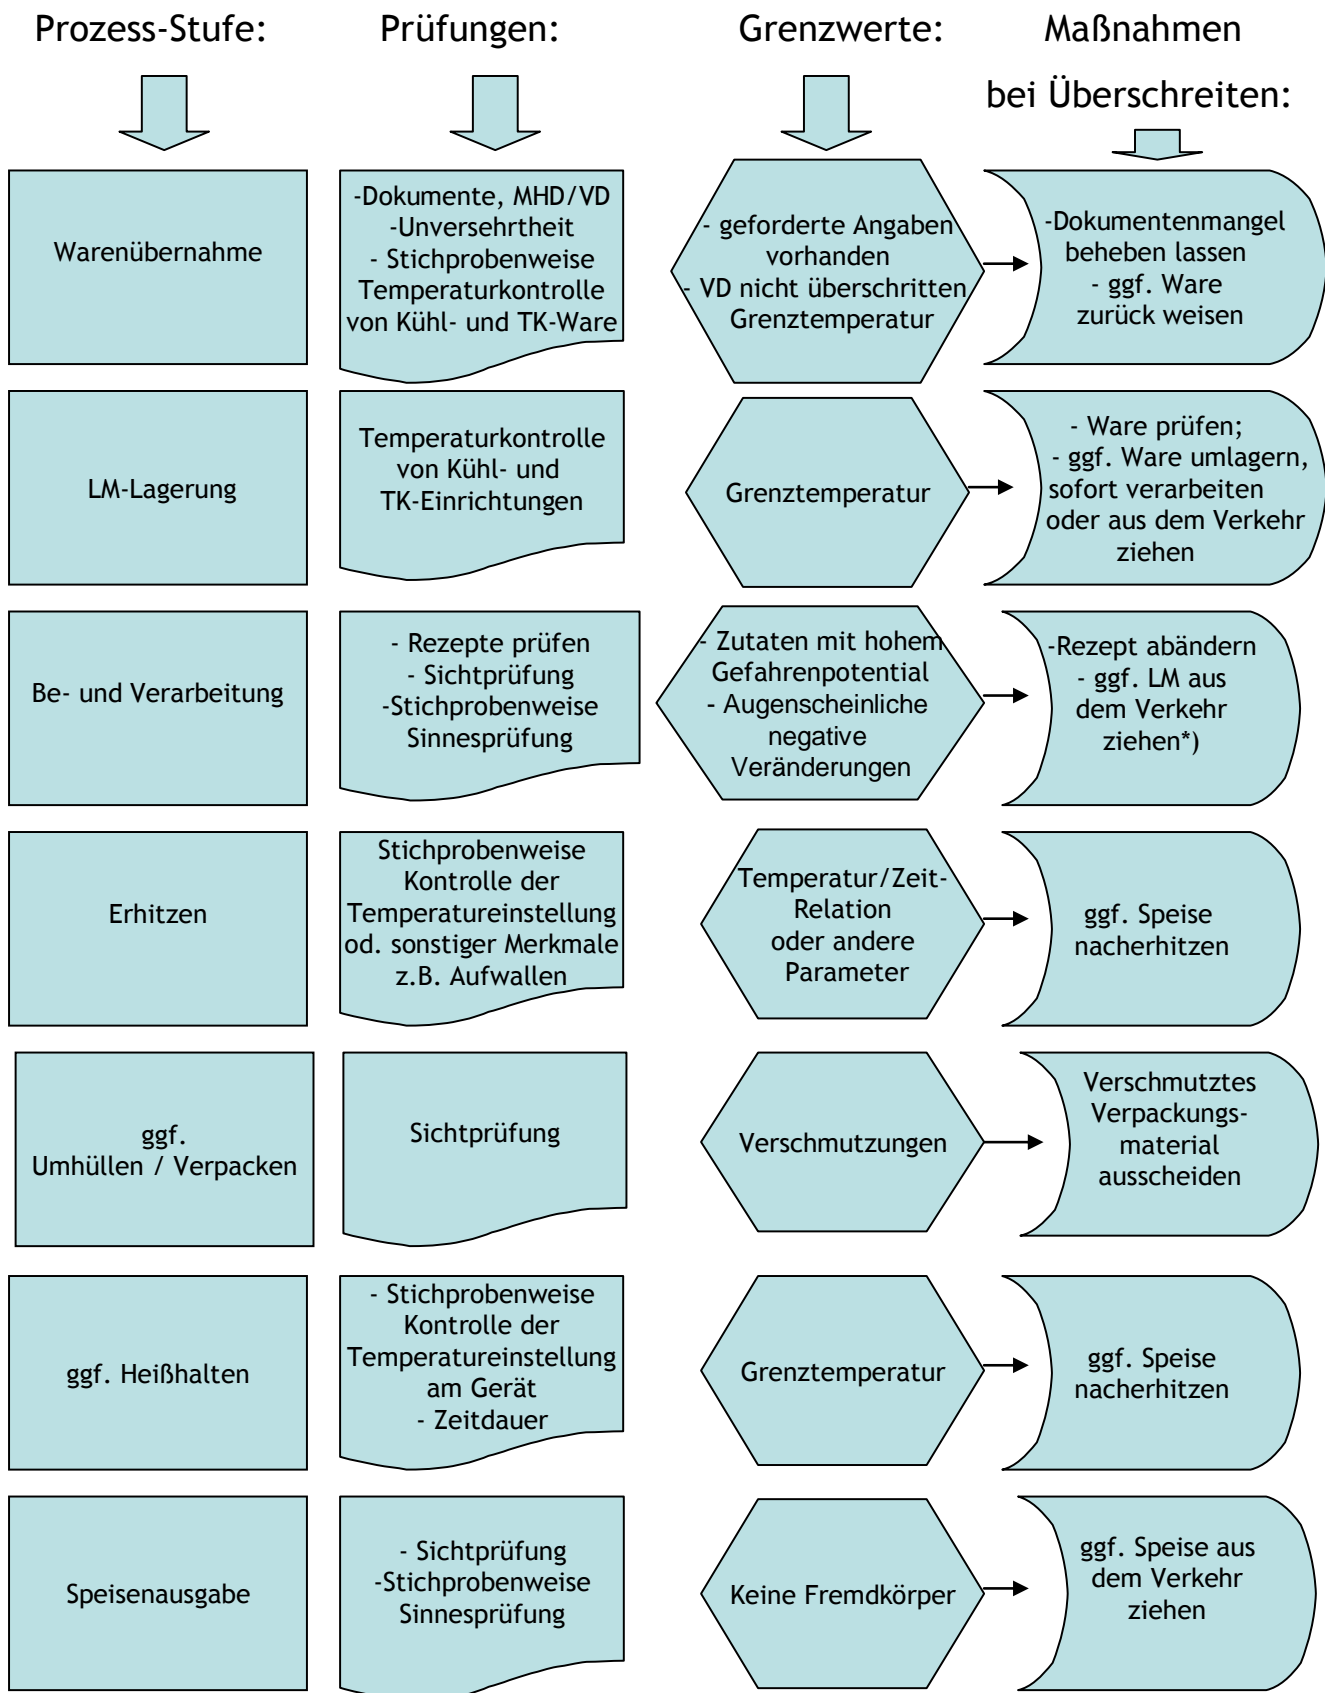 Prozess-Stufe:
Prüfungen:
Grenzwerte:
Maßnahmen
bei Überschreiten:
Warenübernahme
-Dokumente, MHD/VD
-Unversehrtheit
- Stichprobenweise
Temperaturkontrolle
von Kühl- und TK-Ware
- geforderte Angaben
vorhanden
- VD nicht überschritten
Grenztemperatur
-Dokumentenmangel
beheben lassen
- ggf. Ware
zurück weisen
LM-Lagerung
Temperaturkontrolle
von Kühl- und
TK-Einrichtungen
Grenztemperatur
- Ware prüfen;
- ggf. Ware umlagern,
sofort verarbeiten
oder aus dem Verkehr
ziehen
Be- und Verarbeitung
- Rezepte prüfen
- Sichtprüfung
-Stichprobenweise
Sinnesprüfung
- Zutaten mit hohem
Gefahrenpotential
- Augenscheinliche
negative
Veränderungen
-Rezept abändern
- ggf. LM aus
dem Verkehr
ziehen*)
Erhitzen
Stichprobenweise
Kontrolle der
Temperatureinstellung
od. sonstiger Merkmale
z.B. Aufwallen
Temperatur/Zeit-
Relation
oder andere
Parameter
ggf. Speise
nacherhitzen
ggf.
Umhüllen / Verpacken
Sichtprüfung
Verschmutzungen
Verschmutztes
Verpackungs-
material
ausscheiden
ggf. Heißhalten
- Stichprobenweise
Kontrolle der
Temperatureinstellung
am Gerät
- Zeitdauer
Grenztemperatur
ggf. Speise
nacherhitzen
Speisenausgabe
- Sichtprüfung
-Stichprobenweise
Sinnesprüfung
Keine Fremdkörper
ggf. Speise aus
dem Verkehr
ziehen